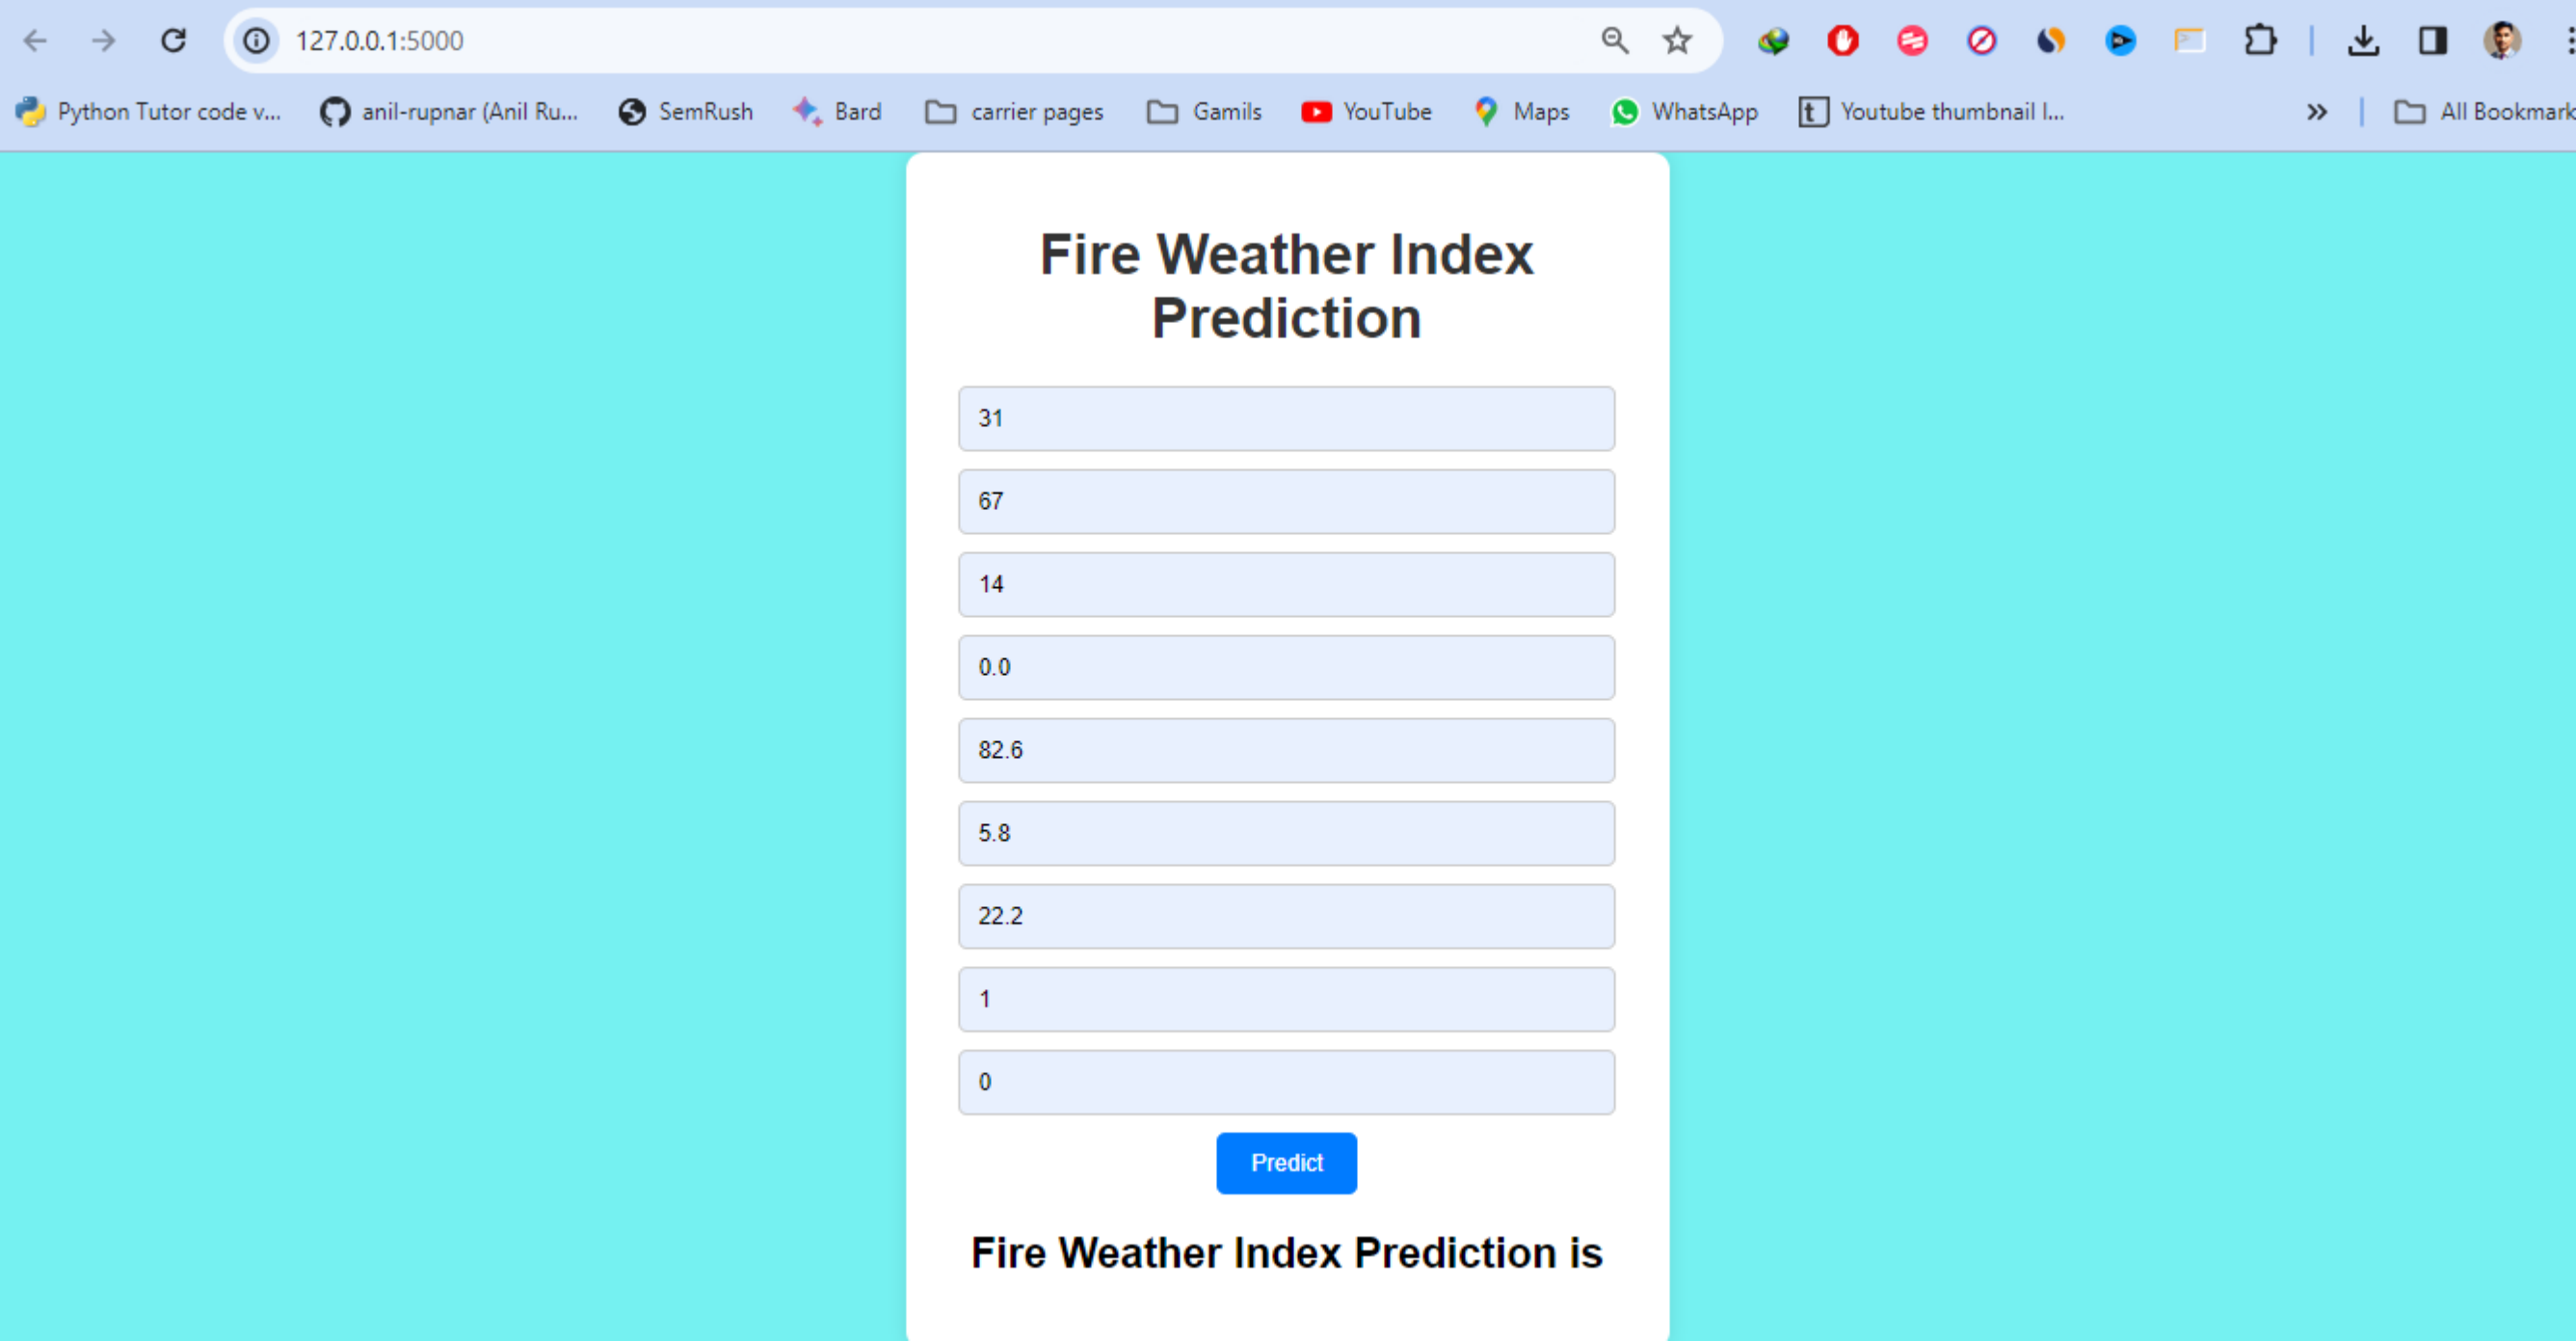 127.0.0.1:5000
Python Tutor code v... anil-rupnar (Anil Ru... SemRush Bard carrier pages Gamils YouTube Maps WhatsApp Youtube thumbnail l... All Bookmark
Fire Weather Index
Prediction
31
67
14
0.0
82.6
5.8
22.2
1
0
Predict
Fire Weather Index Prediction is